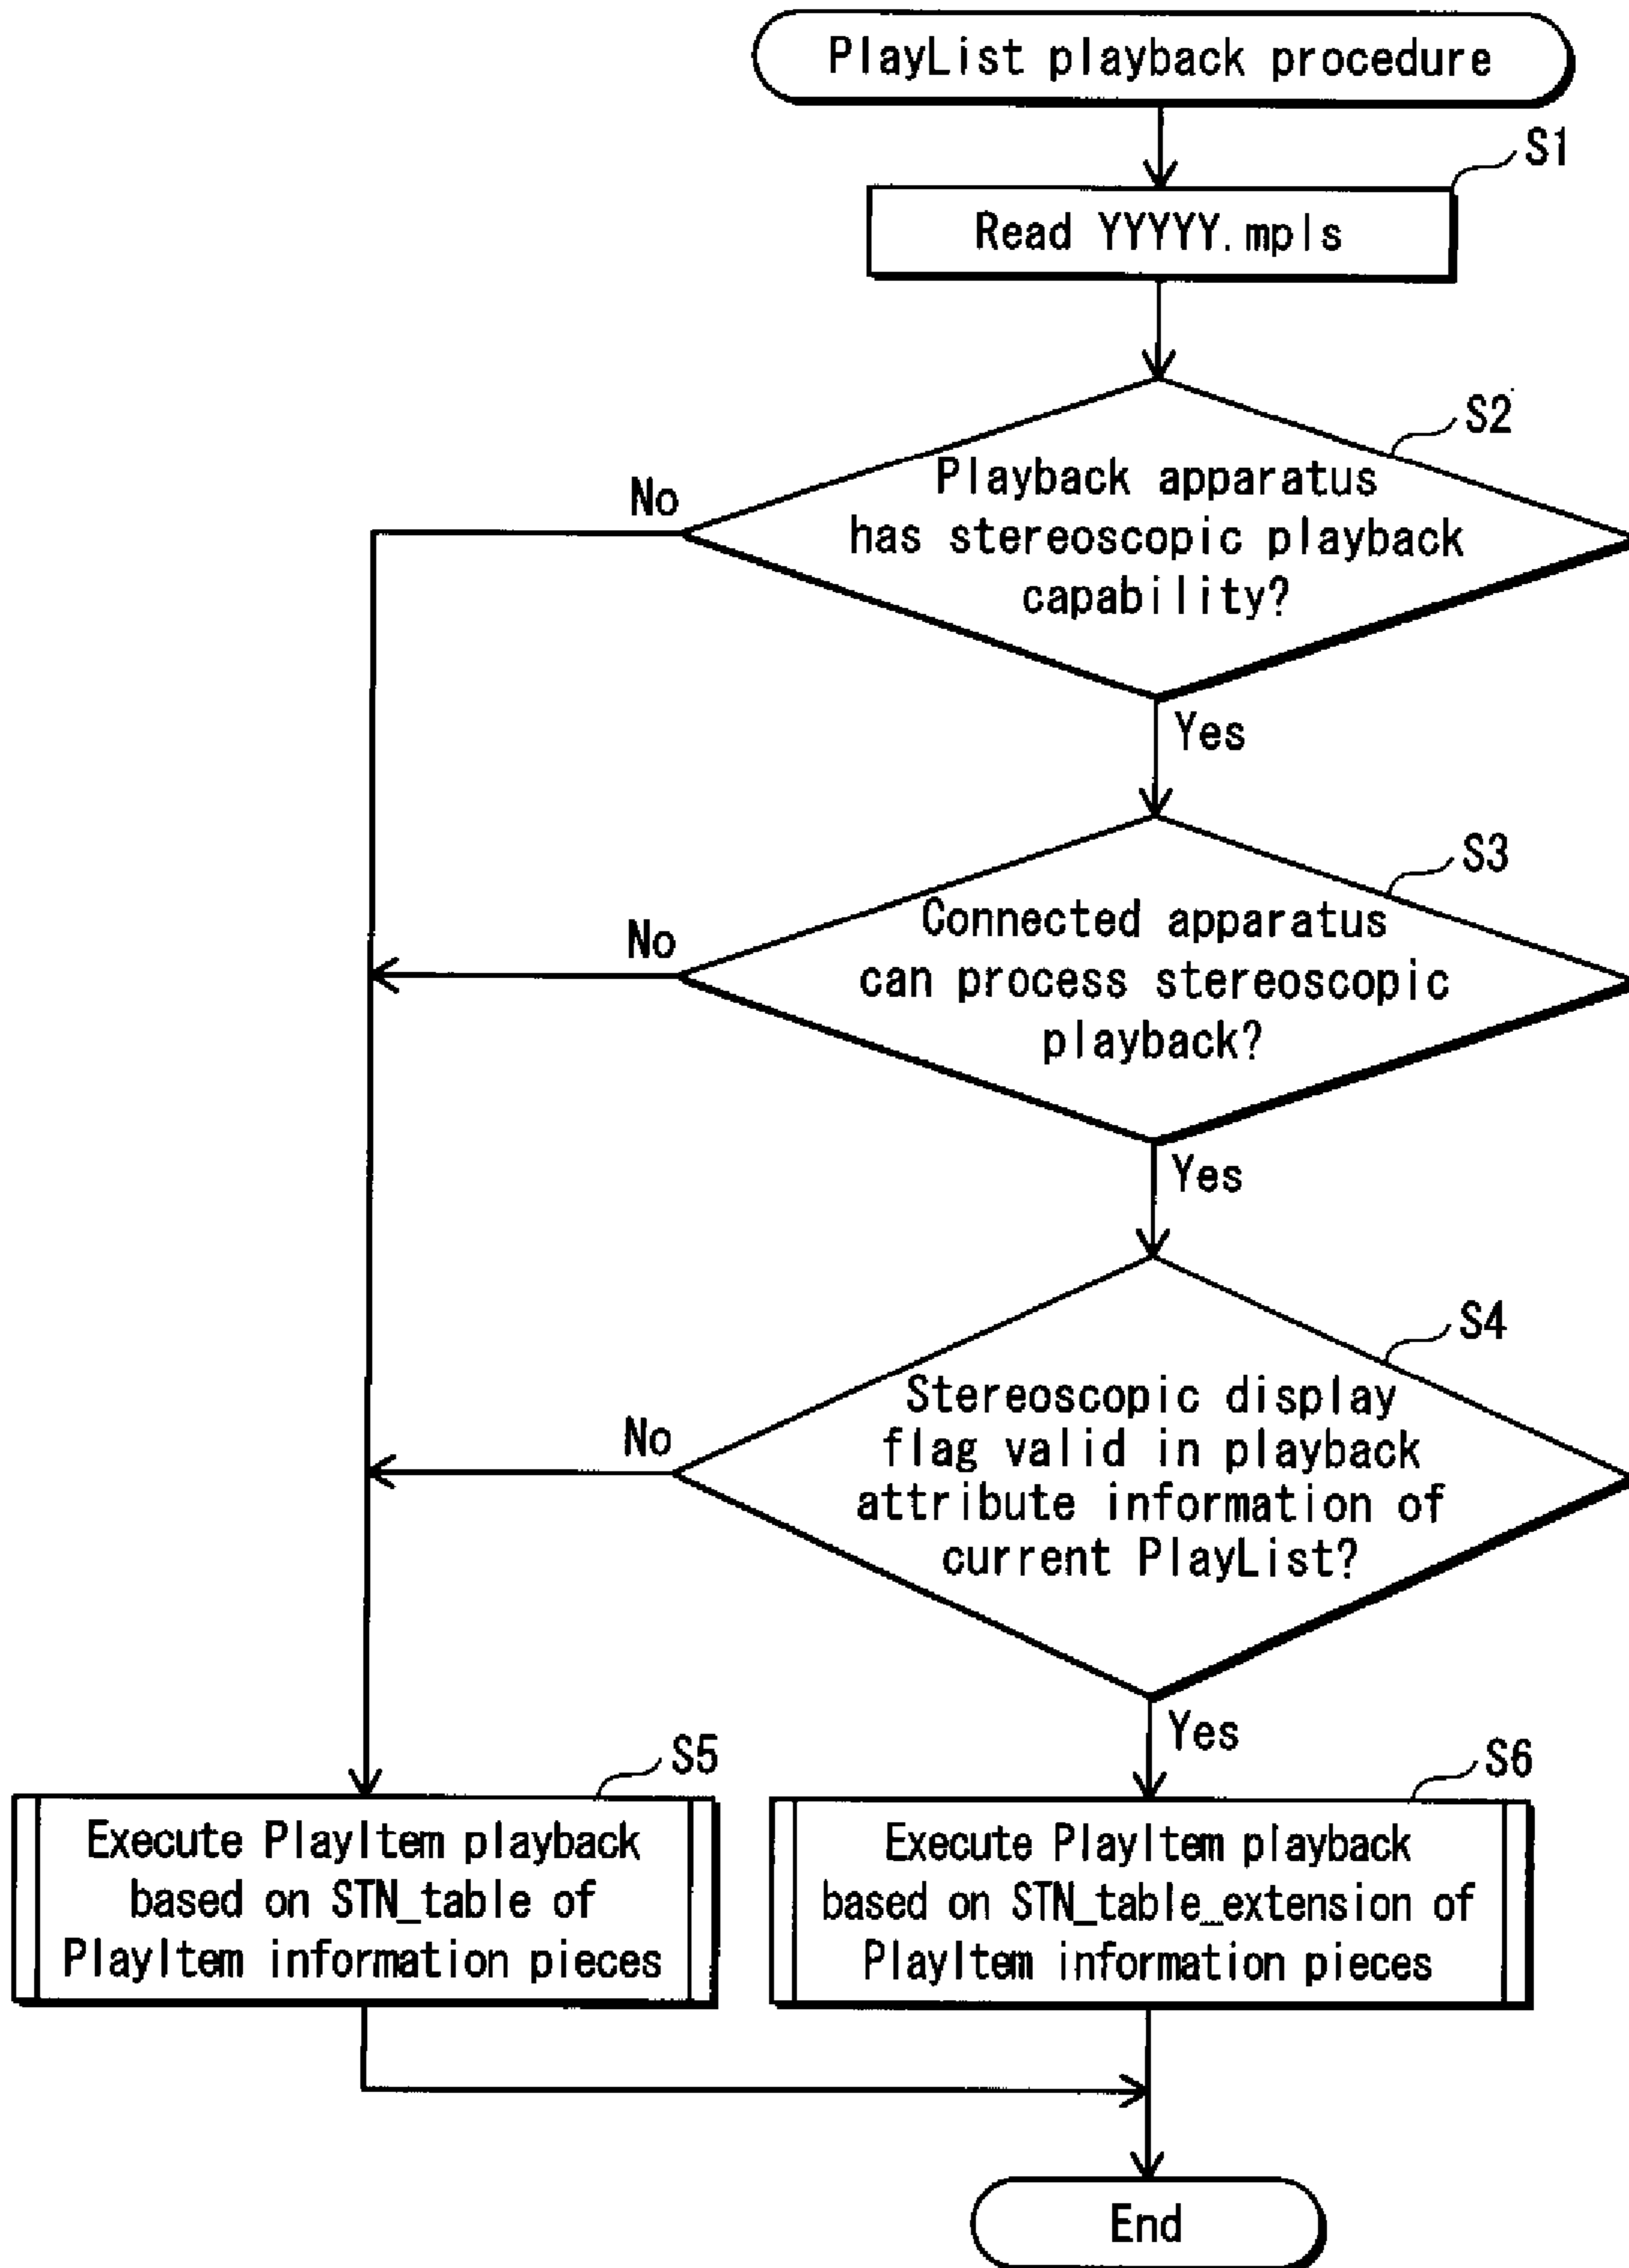 PlayList playback procedure
S1
Read YYYYY.mpls
S2
Playback apparatus
has stereoscopic playback
capability?
No
Yes
S3
Connected apparatus
can process stereoscopic
playback?
No
Yes
S4
Stereoscopic display
flag valid in playback
attribute information of
current PlayList?
No
Yes
S5
Execute PlayItem playback
based on STN_table of
PlayItem information pieces
S6
Execute PlayItem playback
based on STN_table_extension of
PlayItem information pieces
End